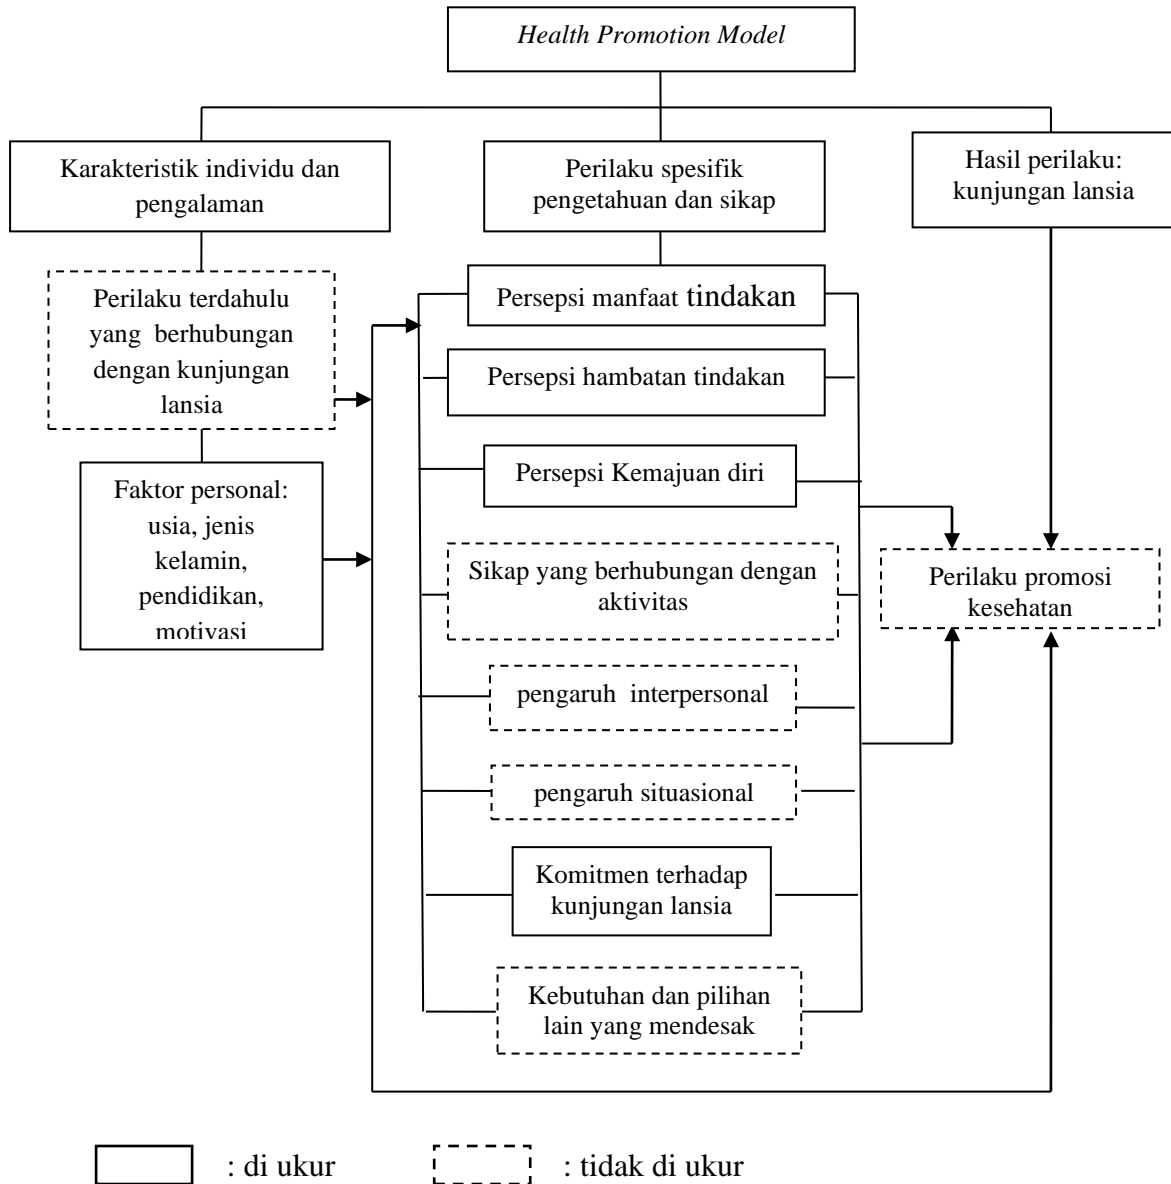 Health Promotion Model
Karakteristik individu dan
pengalaman
Perilaku spesifik
pengetahuan dan sikap
Hasil perilaku:
kunjungan lansia
Perilaku terdahulu
yang berhubungan
dengan kunjungan
lansia
Faktor personal:
usia, jenis
kelamin,
pendidikan,
motivasi
Persepsi manfaat tindakan
Persepsi hambatan tindakan
Persepsi Kemajuan diri
Sikap yang berhubungan dengan
aktivitas
pengaruh interpersonal
pengaruh situasional
Komitmen terhadap
kunjungan lansia
Kebutuhan dan pilihan
lain yang mendesak
Perilaku promosi
kesehatan
: di ukur
: tidak di ukur